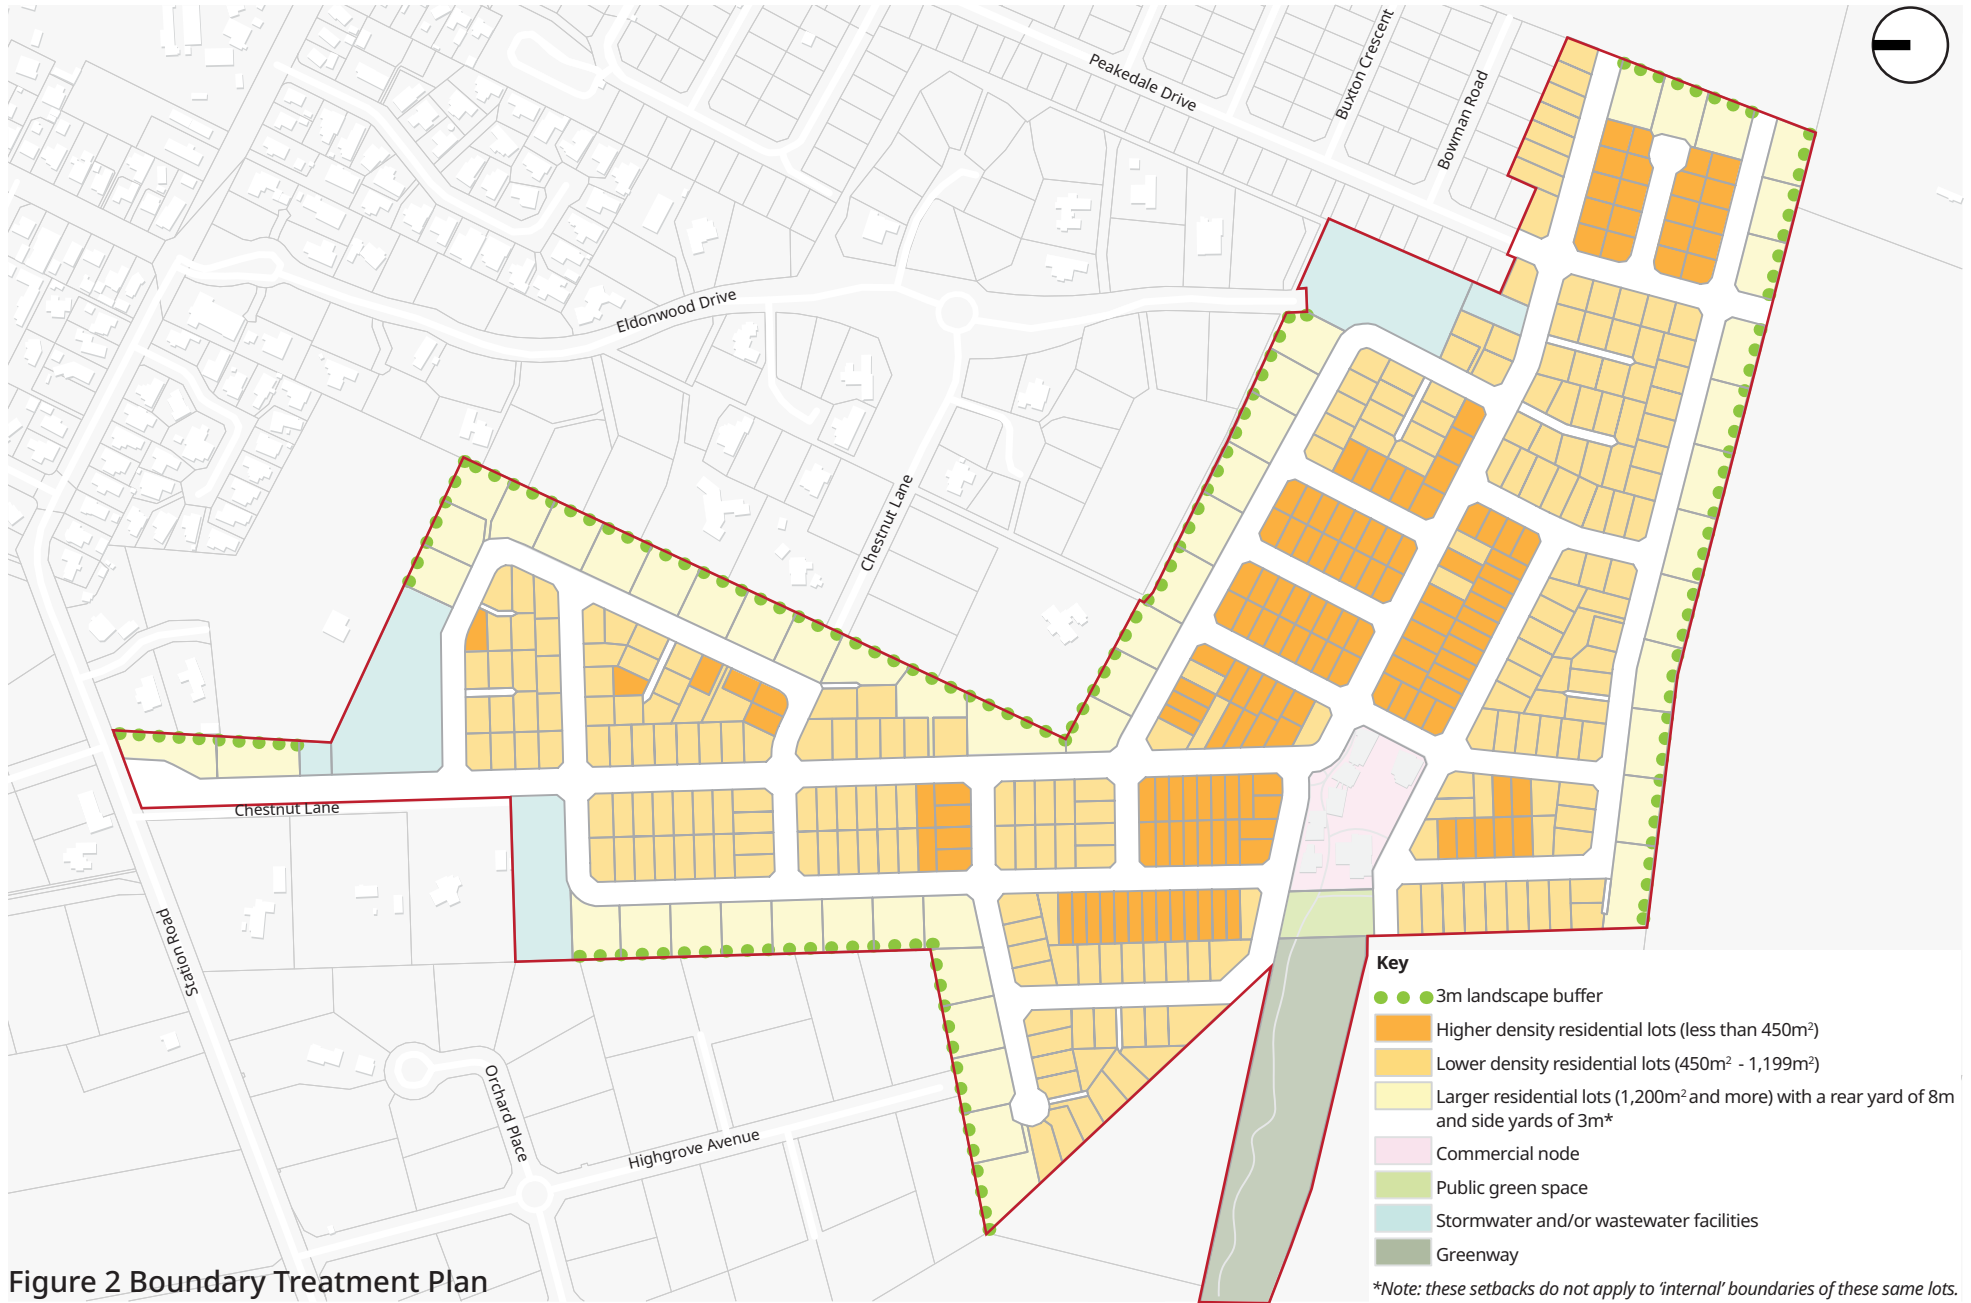 Peakedale Drive
Buxton Crescent
Bowman Road
Eldonwood Drive
Chestnut Lane
Chestnut Lane
Station Road
Orchard Place
Highgrove Avenue
Key
3m landscape buffer
Higher density residential lots (less than 450m²)
Lower density residential lots (450m² - 1,199m²)
Larger residential lots (1,200m² and more) with a rear yard of 8m
and side yards of 3m*
Commercial node
Public green space
Stormwater and/or wastewater facilities
Greenway
*Note: these setbacks do not apply to ‘internal’ boundaries of these same lots.
Figure 2 Boundary Treatment Plan